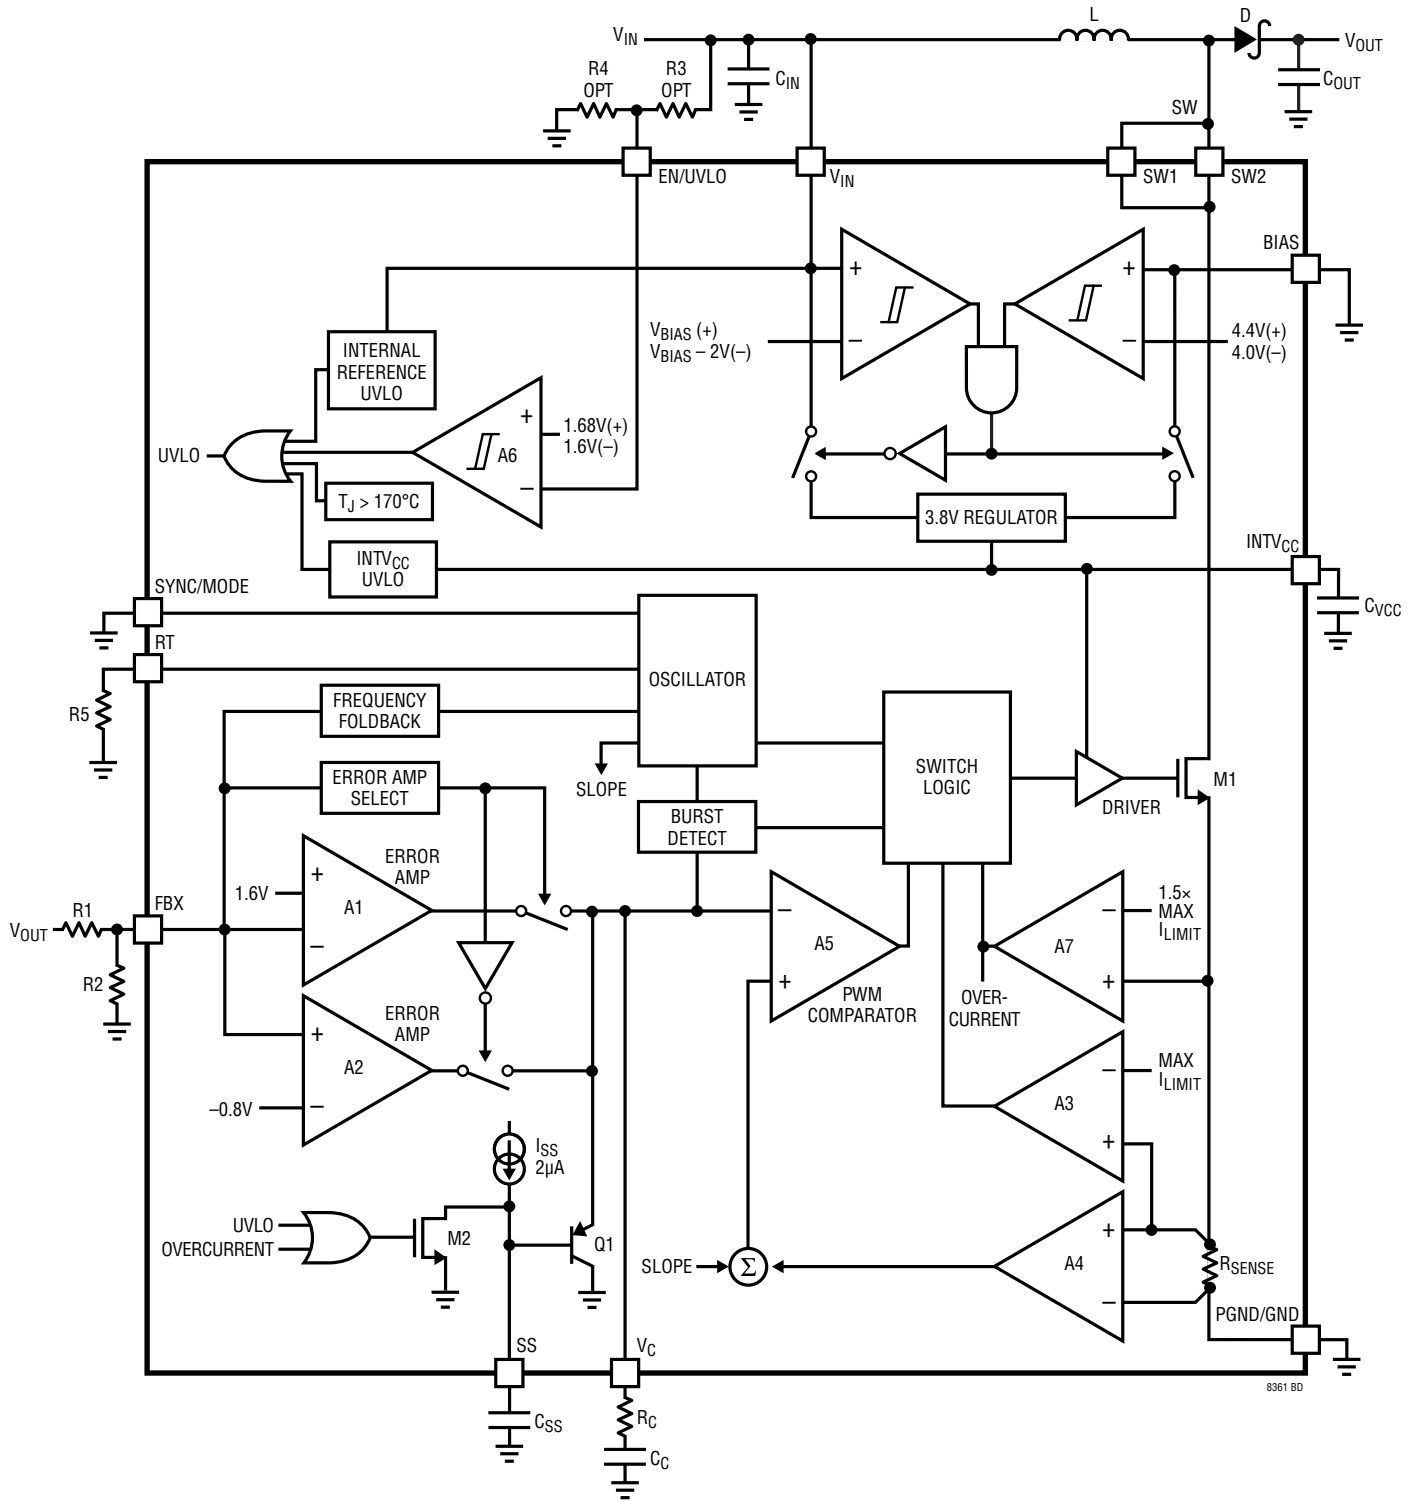 L
D
V_IN
V_OUT
R4
OPT
R3
OPT
C_IN
C_OUT
SW
EN/UVLO
V_IN
SW1
SW2
BIAS
+
+
V_BIAS (+)
V_BIAS – 2V(–)
–
–
4.4V(+)
4.0V(–)
INTERNAL
REFERENCE
UVLO
+
1.68V(+)
1.6V(–)
UVLO
A6
–
T_J > 170°C
3.8V REGULATOR
INTV_CC
UVLO
INTV_CC
SYNC/MODE
C_VCC
RT
OSCILLATOR
R5
FREQUENCY
FOLDBACK
SLOPE
ERROR AMP
SELECT
SWITCH
LOGIC
DRIVER
M1
BURST
DETECT
ERROR
AMP
+
1.6V
A1
–
FBX
R1
V_OUT
R2
–
A5
+
PWM
COMPARATOR
1.5×
MAX
I_LIMIT
–
A7
+
OVER-
CURRENT
ERROR
AMP
+
A2
–0.8V
–
MAX
I_LIMIT
–
A3
+
I_SS
2µA
UVLO
OVERCURRENT
M2
Q1
SLOPE
Σ
+
A4
–
R_SENSE
PGND/GND
SS
V_C
8361 BD
C_SS
R_C
C_C